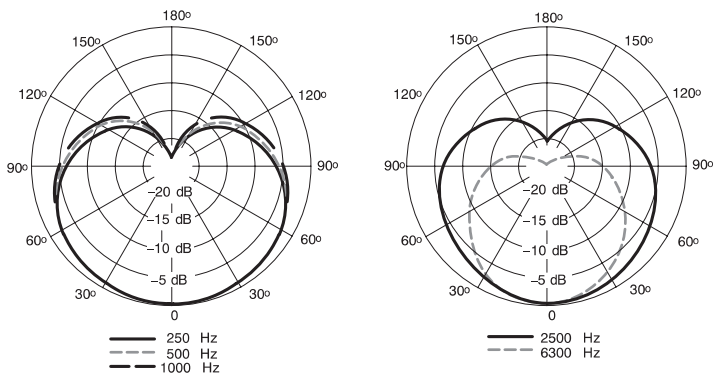 180º
150º 150º
120º 120º
90º 90º
–20 dB
–15 dB
60º 60º
–10 dB
–5 dB
30º 30º
0
250 Hz
500 Hz
1000 Hz
180º
150º 150º
120º 120º
90º 90º
–20 dB
–15 dB
60º 60º
–10 dB
–5 dB
30º 30º
0
2500 Hz
6300 Hz